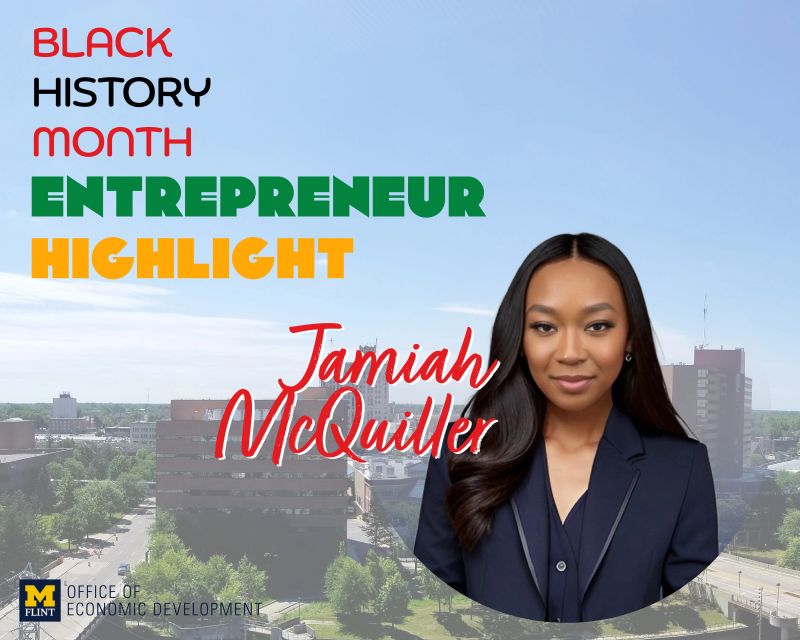 BLACK
HISTORY
MONTH
ENTREPRENEUR
HIGHLIGHT
Jamiah
McQuiller
M
FLINT
OFFICE OF
ECONOMIC DEVELOPMENT